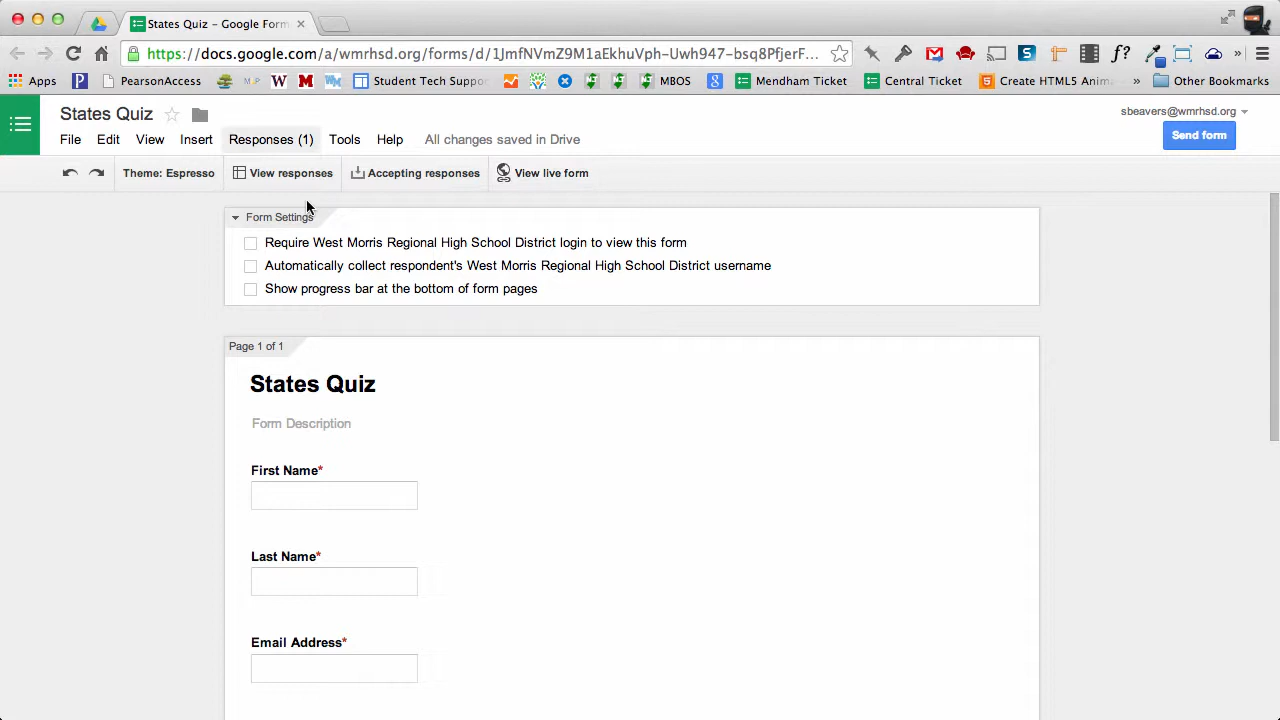 States Quiz – Google Form
https://docs.google.com/a/wmrhsd.org/forms/d/1JmfNVmZ9M1aEkhuVph-Uwh947-bsq8PfjerF...
Apps PearsonAccess Student Tech Suppor MBOS Merdham Ticket Central Ticket Create HTML5 Anima » Other Bookmarks
States Quiz
sbeavers@wmrhsd.org
File Edit View Insert Responses (1) Tools Help All changes saved in Drive
Send form
Theme: Espresso View responses Accepting responses View live form
Form Settings
Require West Morris Regional High School District login to view this form
Automatically collect respondent's West Morris Regional High School District username
Show progress bar at the bottom of form pages
Page 1 of 1
States Quiz
Form Description
First Name*
Last Name*
Email Address*